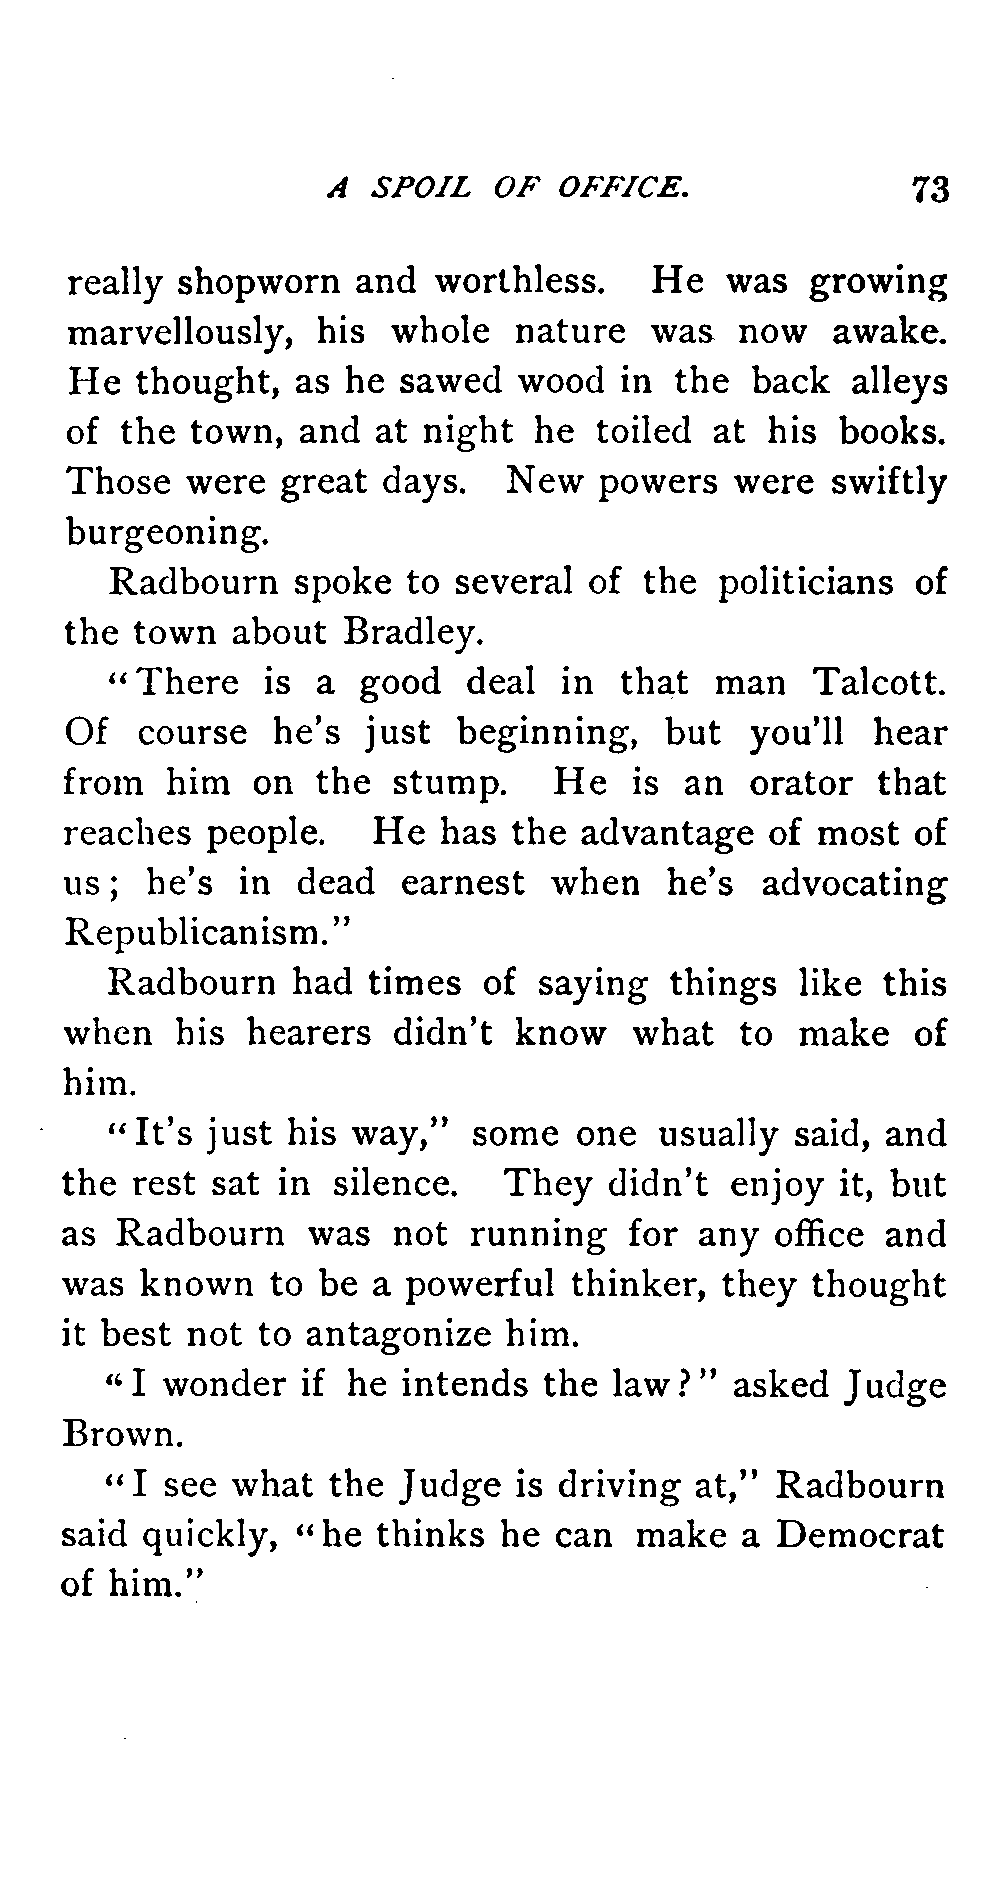 A SPOIL OF OFFICE. 73
really shopworn and worthless. He was growing
marvellously, his whole nature was now awake.
He thought, as he sawed wood in the back alleys
of the town, and at night he toiled at his books.
Those were great days. New powers were swiftly
burgeoning.
Radbourn spoke to several of the politicians of
the town about Bradley.
"There is a good deal in that man Talcott.
Of course he's just beginning, but you'll hear
from him on the stump. He is an orator that
reaches people. He has the advantage of most of
us; he's in dead earnest when he's advocating
Republicanism."
Radbourn had times of saying things like this
when his hearers didn't know what to make of
him.
"It's just his way," some one usually said, and
the rest sat in silence. They didn't enjoy it, but
as Radbourn was not running for any office and
was known to be a powerful thinker, they thought
it best not to antagonize him.
"I wonder if he intends the law?" asked Judge
Brown.
"I see what the Judge is driving at," Radbourn
said quickly, "he thinks he can make a Democrat
of him."